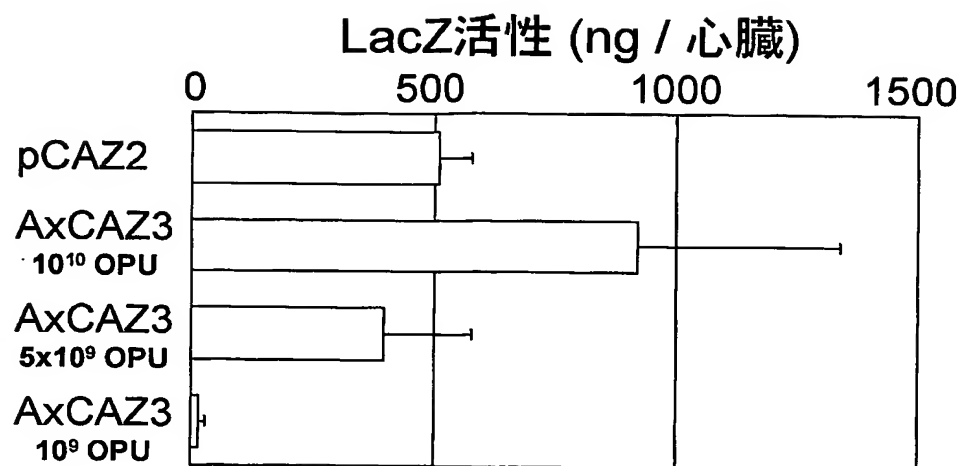 LacZ活性 (ng / 心臓)
0 500 1000 1500
pCAZ2
AxCAZ3
10¹⁰ OPU
AxCAZ3
5x10⁹ OPU
AxCAZ3
10⁹ OPU